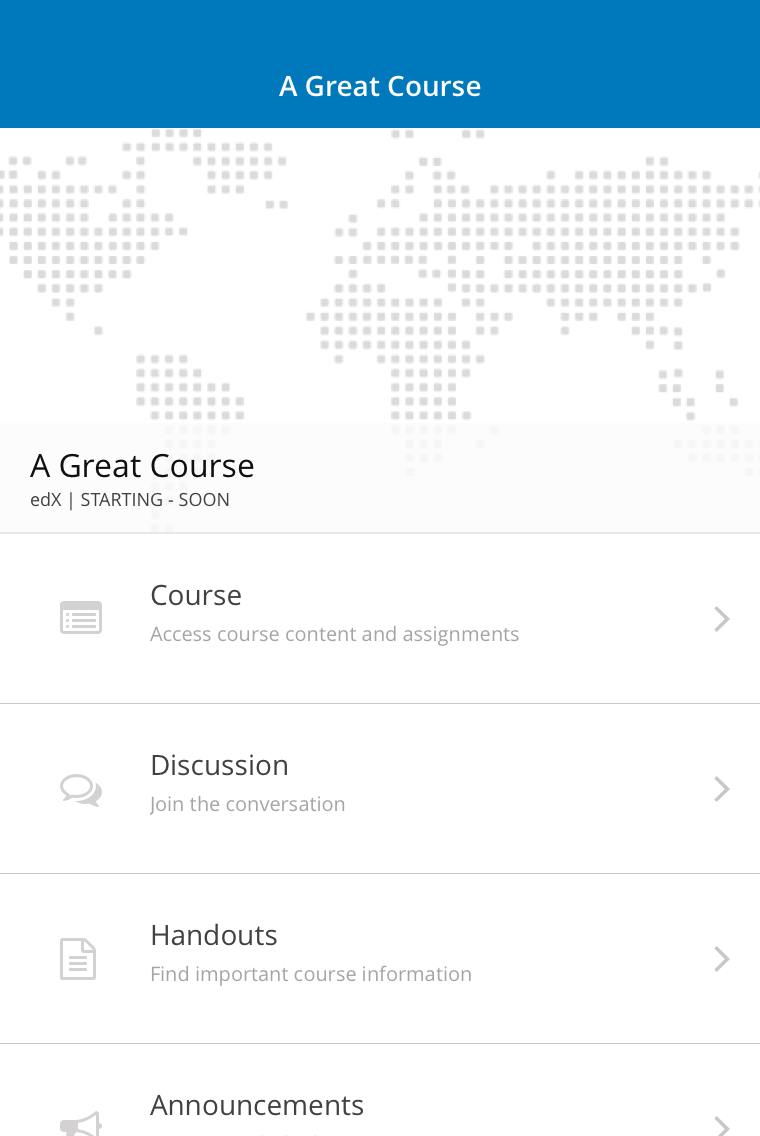 A Great Course
A Great Course
edX | STARTING - SOON
Course
Access course content and assignments
Discussion
Join the conversation
Handouts
Find important course information
Announcements